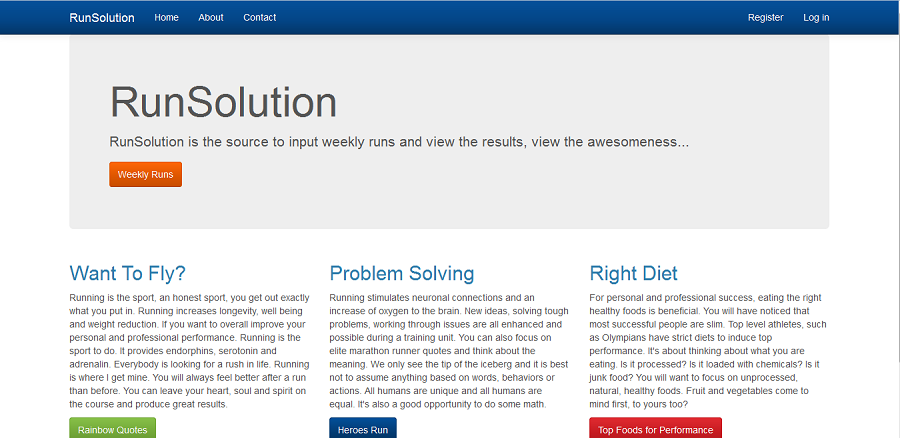 RunSolution Home About Contact Register Log in
RunSolution
RunSolution is the source to input weekly runs and view the results, view the awesomeness...
Weekly Runs
Want To Fly?
Running is the sport, an honest sport, you get out exactly
what you put in. Running increases longevity, well being
and weight reduction. If you want to overall improve your
personal and professional performance. Running is the
sport to do. It provides endorphins, serotonin and
adrenalin. Everybody is looking for a rush in life. Running
is where I get mine. You will always feel better after a run
than before. You can leave your heart, soul and spirit on
the course and produce great results.
Rainbow Quotes
Problem Solving
Running stimulates neuronal connections and an
increase of oxygen to the brain. New ideas, solving tough
problems, working through issues are all enhanced and
possible during a training unit. You can also focus on
elite marathon runner quotes and think about the
meaning. We only see the tip of the iceberg and it is best
not to assume anything based on words, behaviors or
actions. All humans are unique and all humans are
equal. It's also a good opportunity to do some math.
Heroes Run
Right Diet
For personal and professional success, eating the right
healthy foods is beneficial. You will have noticed that
most successful people are slim. Top level athletes, such
as Olympians have strict diets to induce top
performance. It's about thinking about what you are
eating. Is it processed? Is it loaded with chemicals? Is it
junk food? You will want to focus on unprocessed,
natural, healthy foods. Fruit and vegetables come to
mind first, to yours too?
Top Foods for Performance